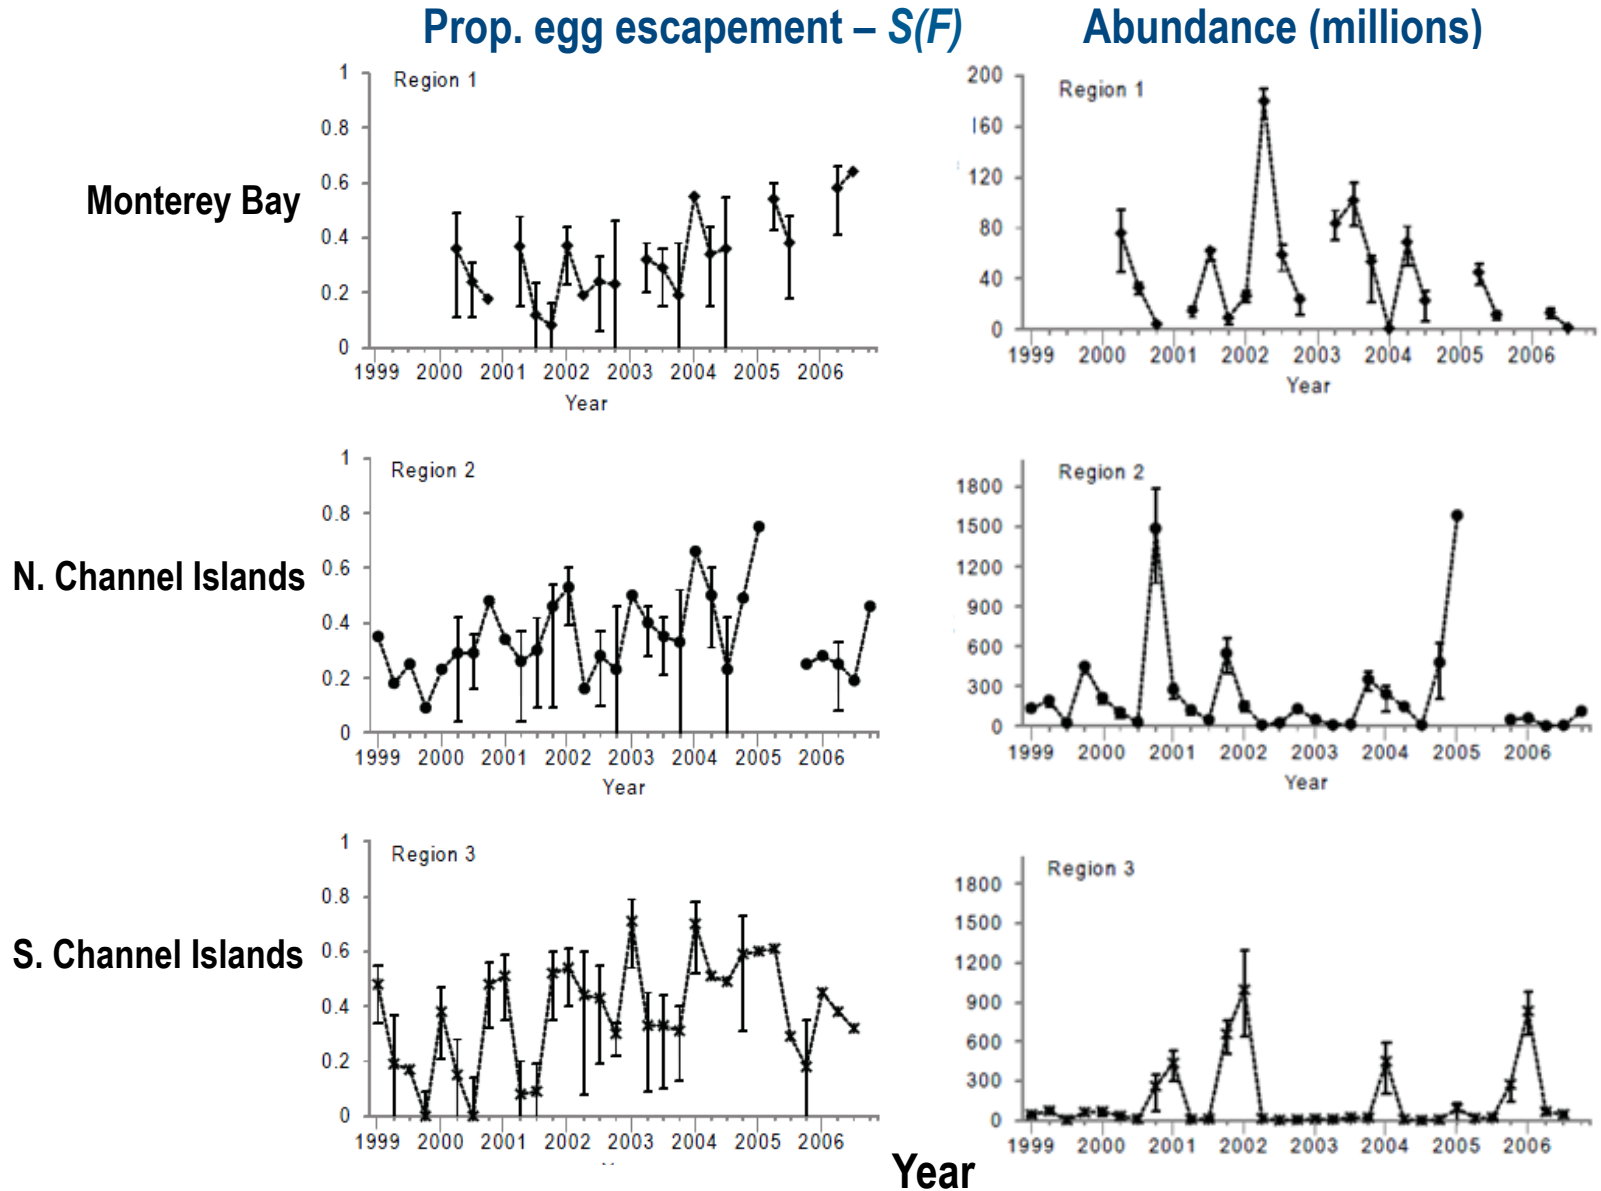 Prop. egg escapement – S(F)
Abundance (millions)
Monterey Bay
Region 1
1
0.8
0.6
0.4
0.2
0
1999 2000 2001 2002 2003 2004 2005 2006
Year
Region 1
200
160
120
80
40
0
1999 2000 2001 2002 2003 2004 2005 2006
Year
N. Channel Islands
Region 2
1
0.8
0.6
0.4
0.2
0
1999 2000 2001 2002 2003 2004 2005 2006
Year
Region 2
1800
1500
1200
900
600
300
0
1999 2000 2001 2002 2003 2004 2005 2006
Year
S. Channel Islands
Region 3
1
0.8
0.6
0.4
0.2
0
1999 2000 2001 2002 2003 2004 2005 2006
Region 3
1800
1500
1200
900
600
300
0
1999 2000 2001 2002 2003 2004 2005 2006
Year